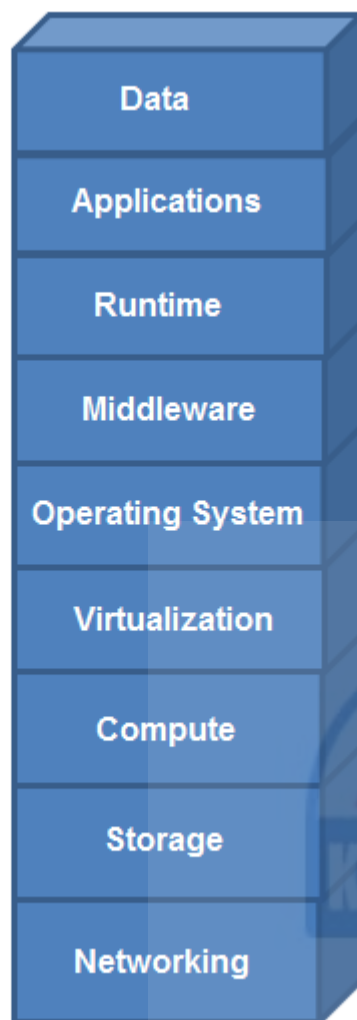 Data
Applications
Runtime
Middleware
Operating System
Virtualization
Compute
Storage
Networking